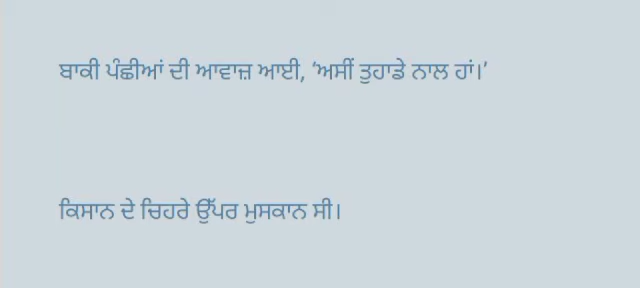 ਬਾਕੀ ਪੰਛੀਆਂ ਦੀ ਆਵਾਜ਼ ਆਈ, ‘ਅਸੀਂ ਤੁਹਾਡੇ ਨਾਲ ਹਾਂ।’
ਕਿਸਾਨ ਦੇ ਚਿਹਰੇ ਉੱਪਰ ਮੁਸਕਾਨ ਸੀ।